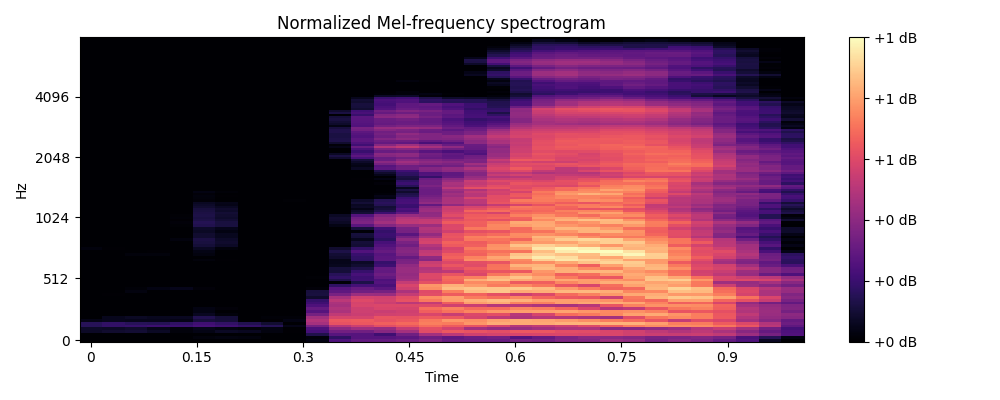 Normalized Mel-frequency spectrogram
Hz
4096
2048
1024
512
0
0 0.15 0.3 0.45 0.6 0.75 0.9
Time
+1 dB
+1 dB
+1 dB
+0 dB
+0 dB
+0 dB